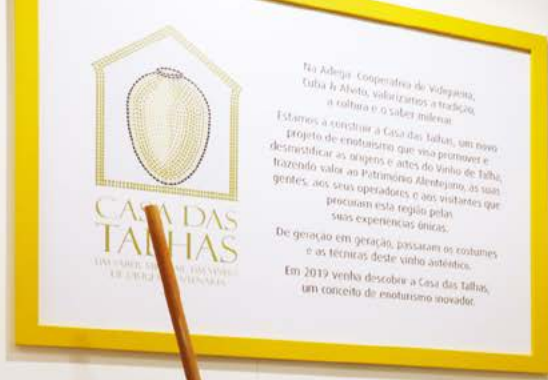 CASA DAS
TALHAS
Na Adega Cooperativa de Vidigueira,
Cuba & Alvito, valorizamos a tradição,
a cultura e o saber milenar.
Estamos a construir a Casa das Talhas, um novo
projeto de enoturismo que visa promover e
desmistificar as origens e artes do Vinho de Talha,
trazendo valor ao Património Alentejano, às suas
gentes, aos seus operadores e aos visitantes que
procuram esta região pelas
suas experiências únicas.
De geração em geração, passaram os costumes
e as técnicas deste vinho autêntico.
Em 2019 venha descobrir a Casa das Talhas,
um conceito de enoturismo inovador.